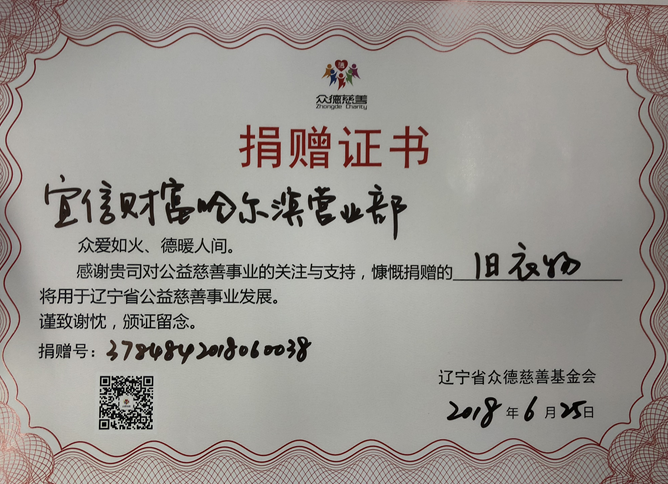 众德慈善
Zhongde Charity
捐赠证书
宜信财富哈尔滨营业部
众爱如火、德暖人间。
感谢贵司对公益慈善事业的关注与支持，慷慨捐赠的 旧衣物
将用于辽宁省公益慈善事业发展。
谨致谢忱，颁证留念。
捐赠号：3784842018060038
辽宁省众德慈善基金会
2018年6月25日